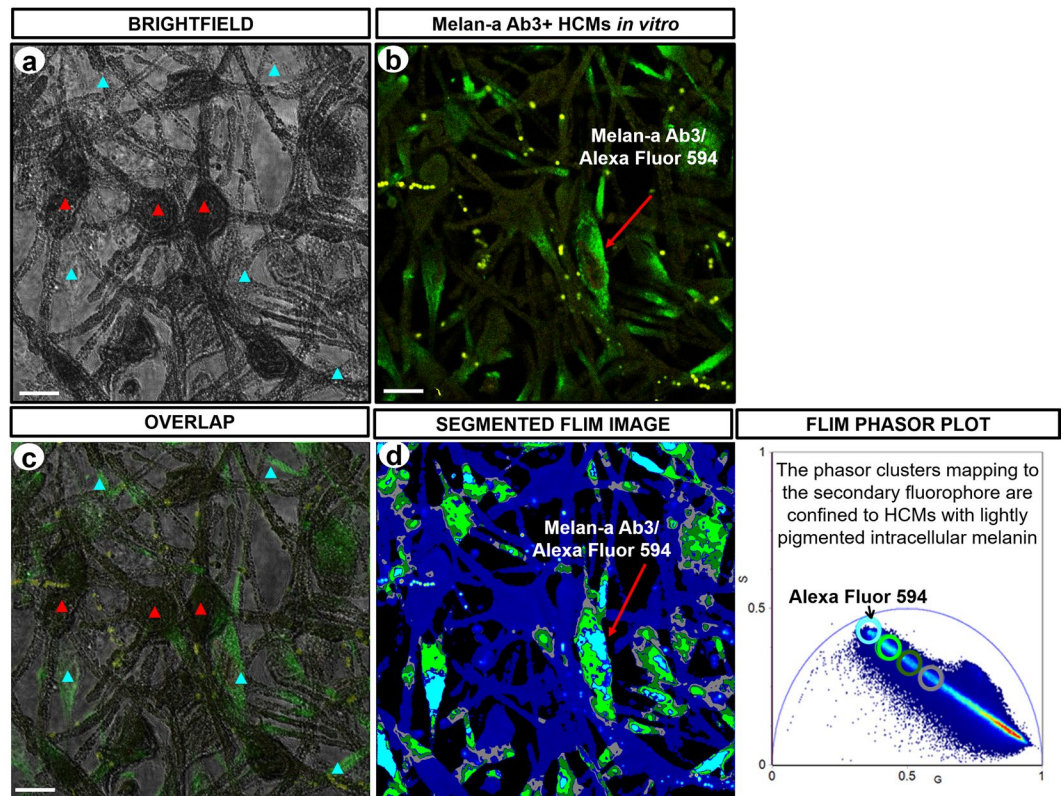 BRIGHTFIELD
Melan-a Ab3+ HCMs in vitro
a
b
Melan-a Ab3/
Alexa Fluor 594
OVERLAP
SEGMENTED FLIM IMAGE
FLIM PHASOR PLOT
c
d
Melan-a Ab3/
Alexa Fluor 594
1
The phasor clusters mapping to
the secondary fluorophore are
confined to HCMs with lightly
pigmented intracellular melanin
S
0.5
Alexa Fluor 594
0
0
0.5
1
G